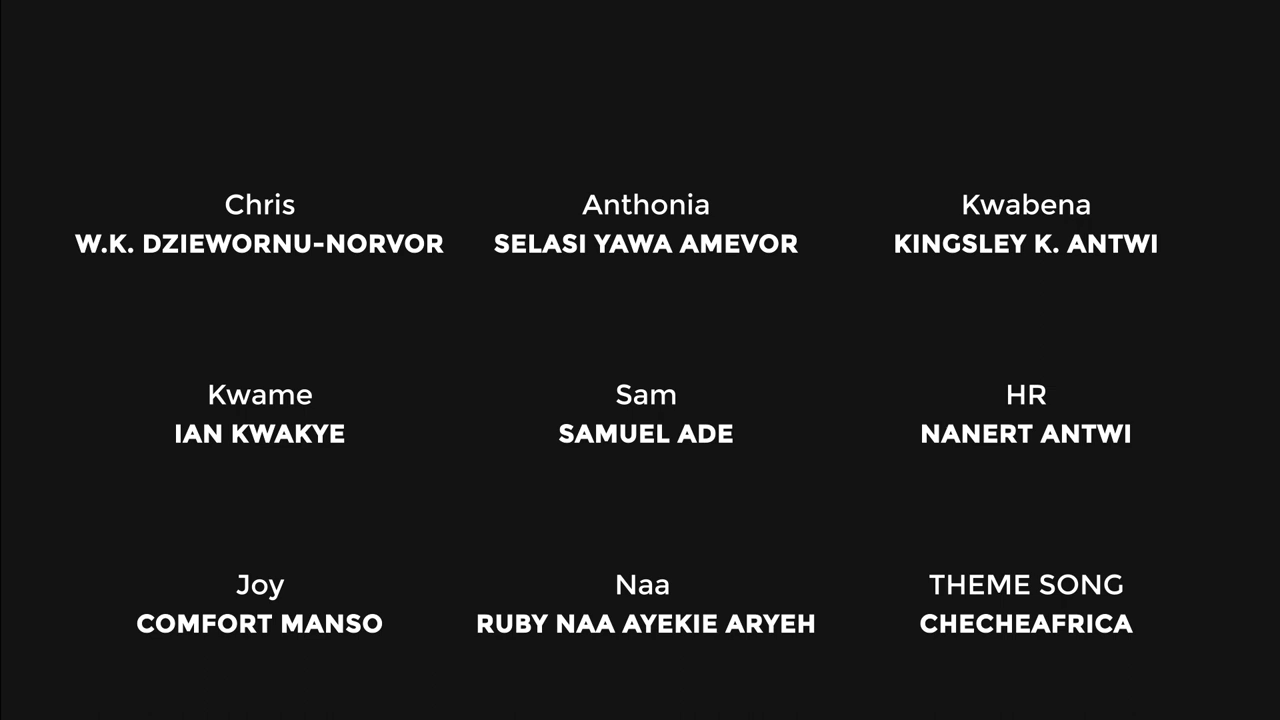 Chris
W.K. DZIEWORNU-NORVOR
Anthonia
SELASI YAWA AMEVOR
Kwabena
KINGSLEY K. ANTWI
Kwame
IAN KWAKYE
Sam
SAMUEL ADE
HR
NANERT ANTWI
Joy
COMFORT MANSO
Naa
RUBY NAA AYEKIE ARYEH
THEME SONG
CHECHEAFRICA